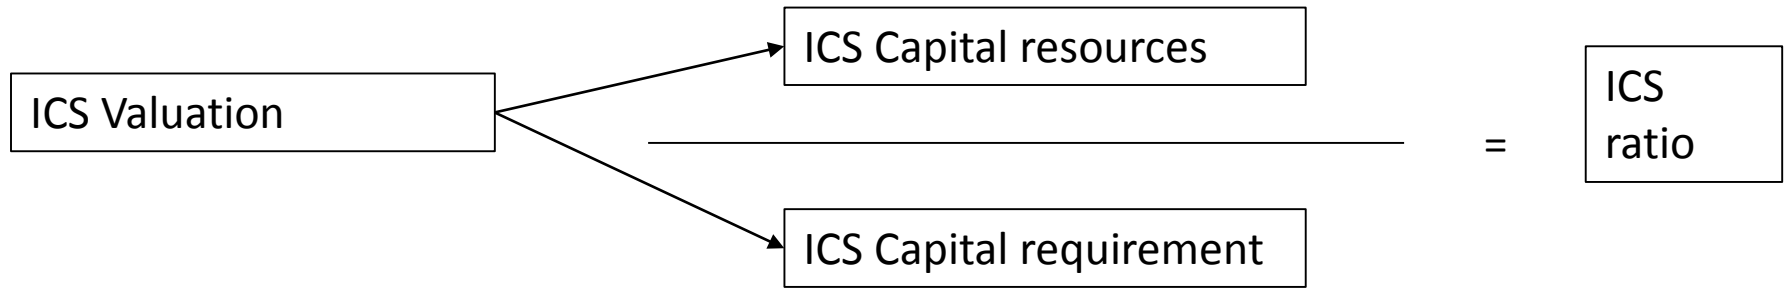 ICS Valuation
ICS Capital resources
ICS Capital requirement
=
ICS
ratio